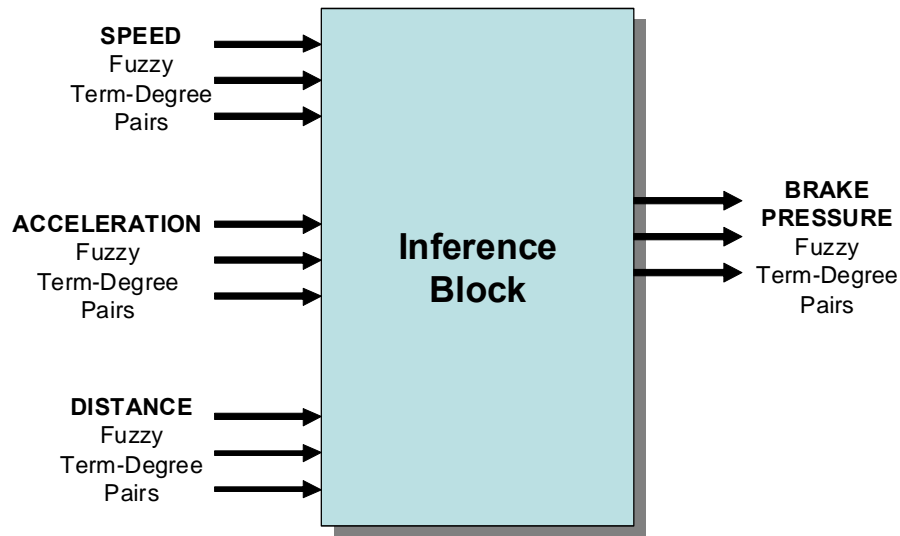 SPEED
Fuzzy
Term-Degree
Pairs
ACCELERATION
Fuzzy
Term-Degree
Pairs
DISTANCE
Fuzzy
Term-Degree
Pairs
Inference
Block
BRAKE
PRESSURE
Fuzzy
Term-Degree
Pairs